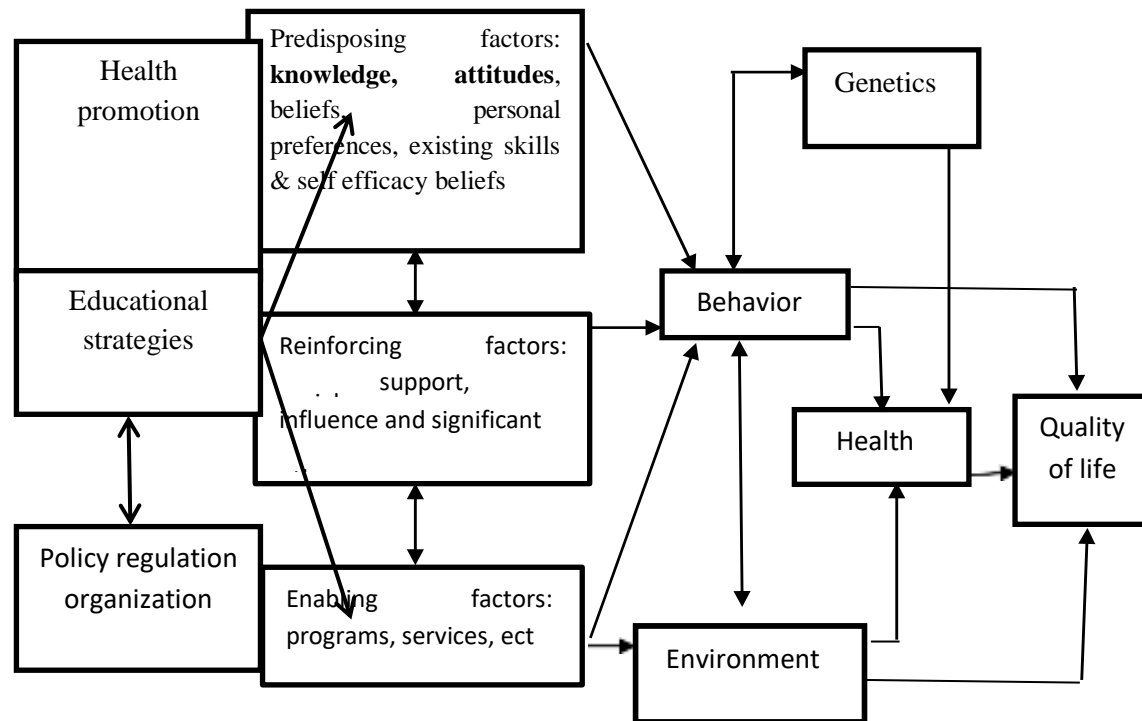 Health
promotion
Educational
strategies
Policy regulation
organization
Predisposing factors:
knowledge, attitudes,
beliefs, personal
preferences, existing skills
& self efficacy beliefs
Reinforcing factors:
support,
influence and significant
Enabling factors:
programs, services, ect
Genetics
Behavior
Health
Quality
of life
Environment